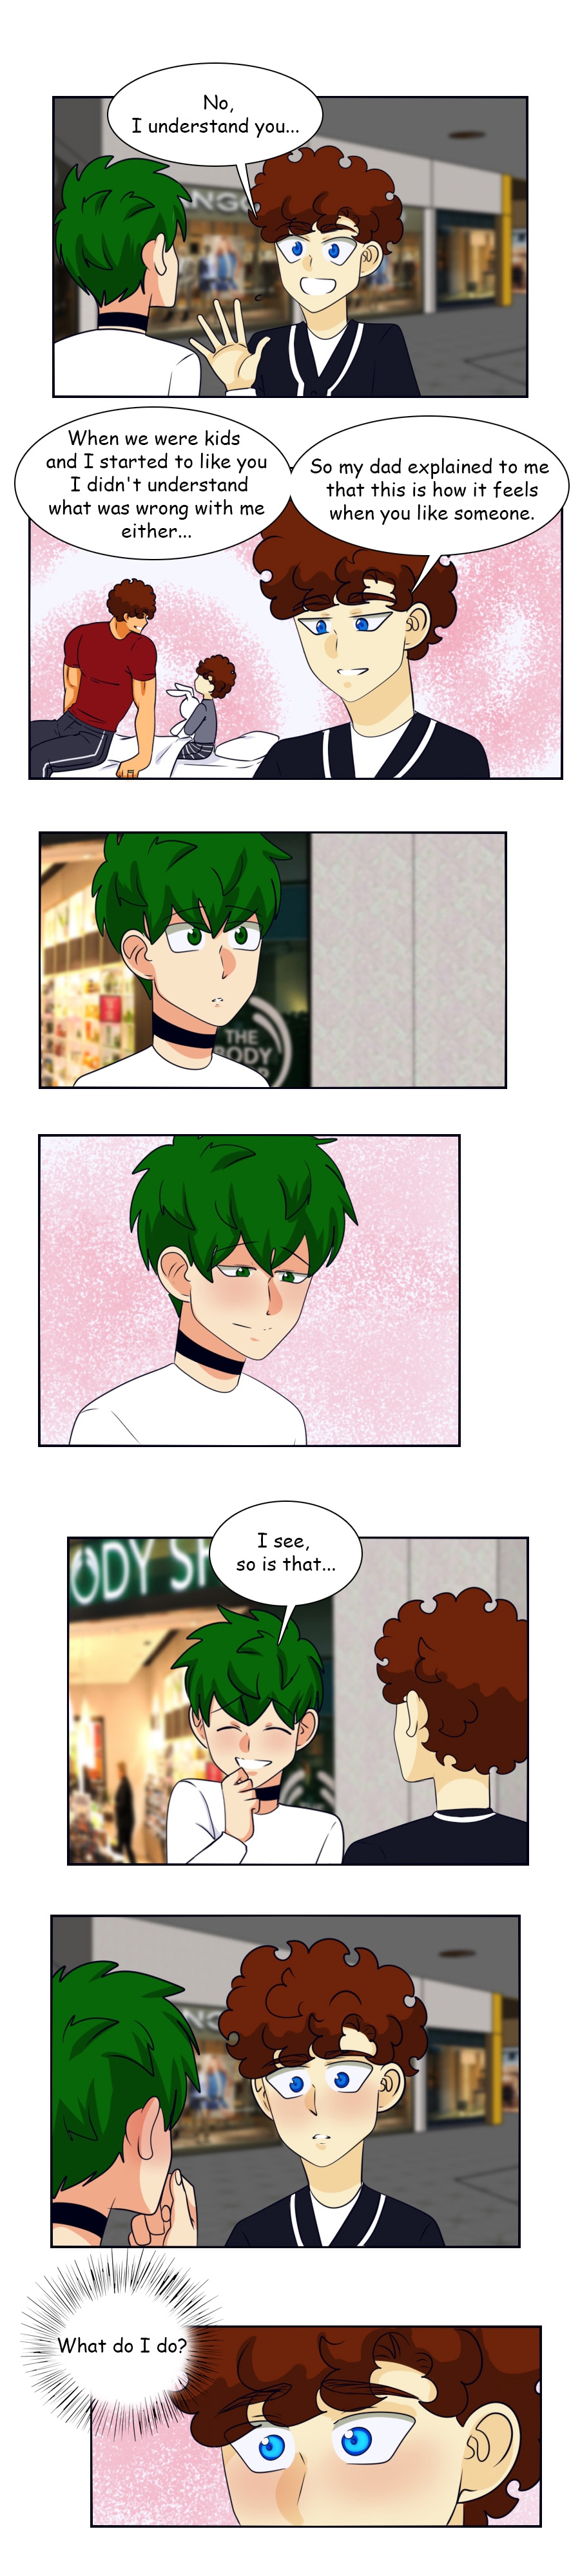 No,
I understand you...
ANG
When we were kids
and I started to like you
I didn't understand
what was wrong with me
either...
So my dad explained to me
that this is how it feels
when you like someone.
THE
BODY
I see,
so is that...
ODY SH
What do I do?